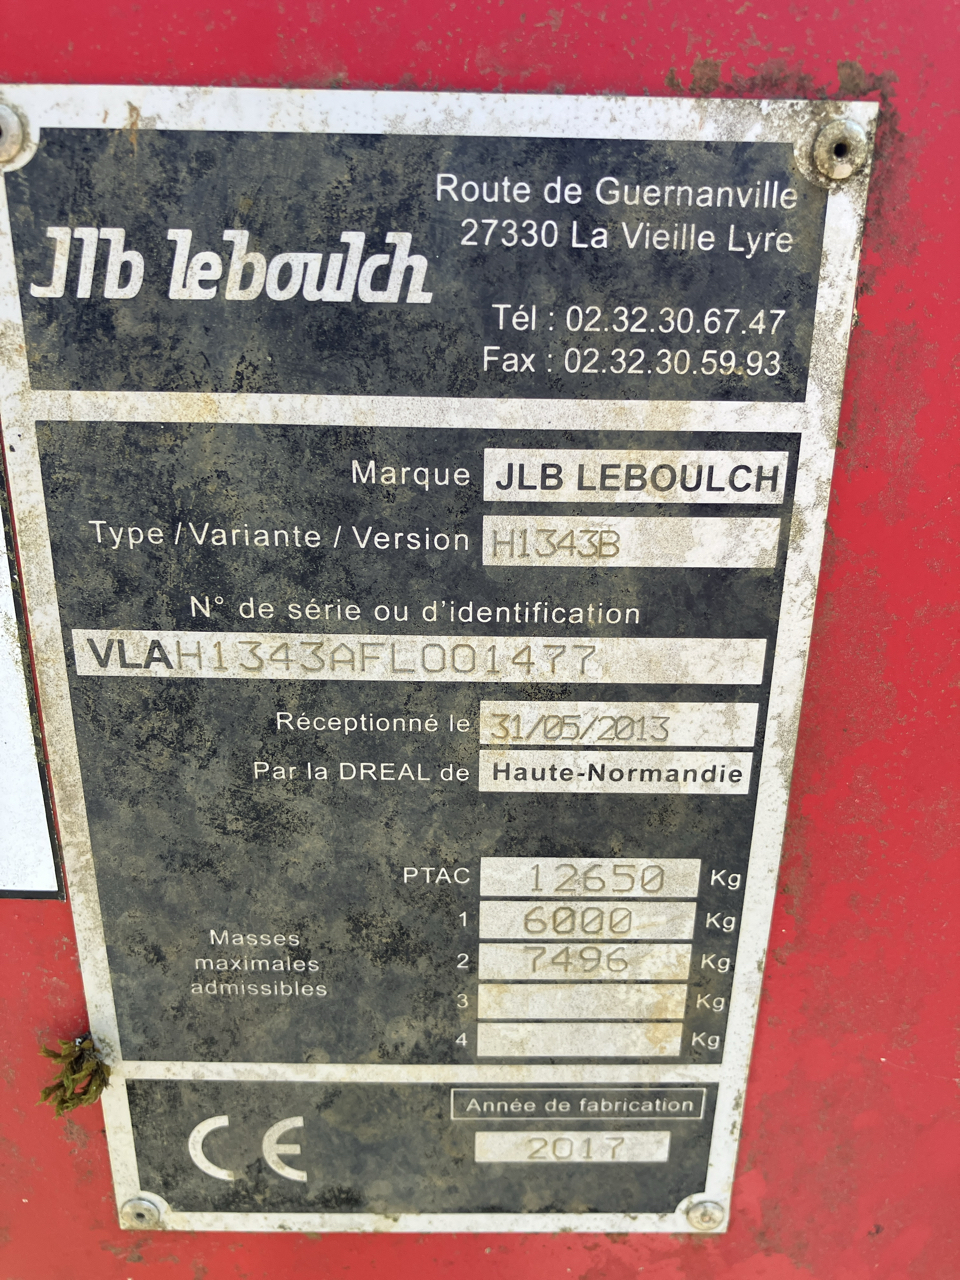 Jlb leboulch
Route de Guernanville
27330 La Vieille Lyre
Tél : 02.32.30.67.47
Fax : 02.32.30.59.93
Marque JLB LEBOULCH
Type / Variante / Version H1343B
N° de série ou d'identification
VLAH1343AFL001477
Réceptionné le 31/05/2013
Par la DREAL de Haute-Normandie
PTAC 12650 Kg
Masses maximales admissibles
1 6000 Kg
2 7496 Kg
3 Kg
4 Kg
CE
Année de fabrication
2017